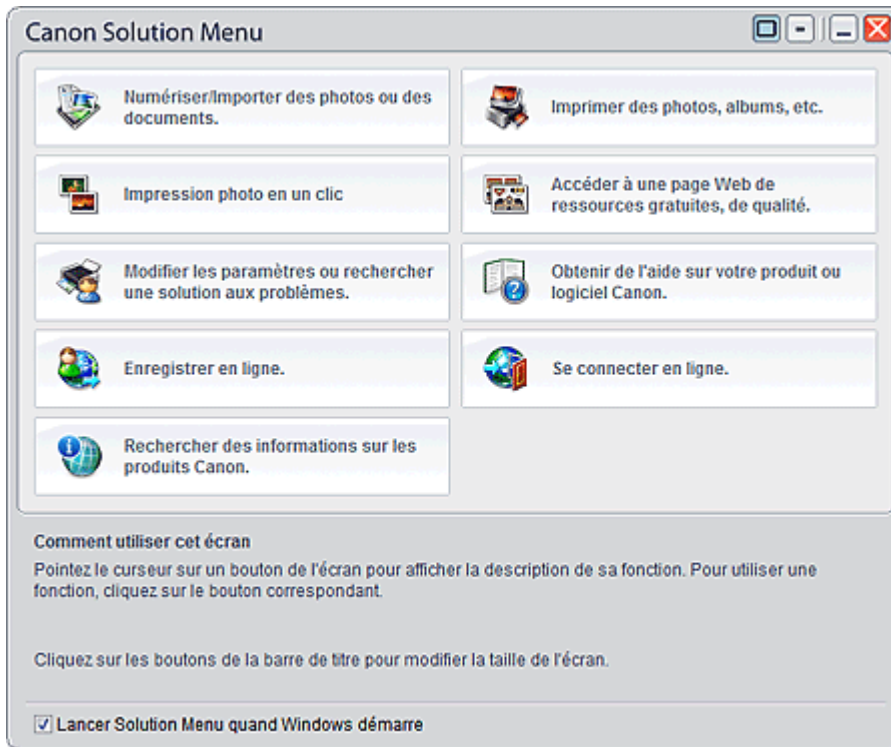 Canon Solution Menu
Numériser/Importer des photos ou des
documents.
Imprimer des photos, albums, etc.
Impression photo en un clic
Accéder à une page Web de
ressources gratuites, de qualité.
Modifier les paramètres ou rechercher
une solution aux problèmes.
Obtenir de l'aide sur votre produit ou
logiciel Canon.
Enregistrer en ligne.
Se connecter en ligne.
Rechercher des informations sur les
produits Canon.
Comment utiliser cet écran
Pointez le curseur sur un bouton de l'écran pour afficher la description de sa fonction. Pour utiliser une
fonction, cliquez sur le bouton correspondant.
Cliquez sur les boutons de la barre de titre pour modifier la taille de l'écran.
Lancer Solution Menu quand Windows démarre